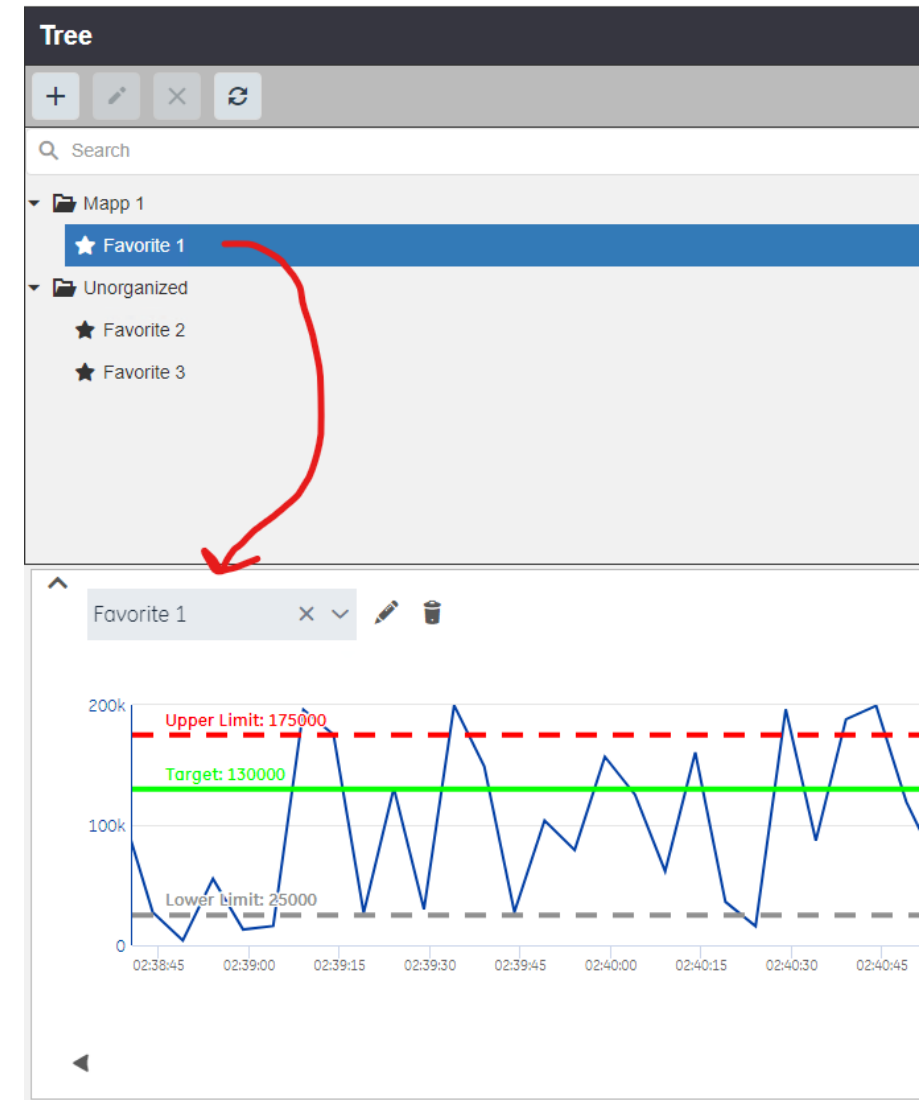 Tree
Search
Mapp 1
Favorite 1
Unorganized
Favorite 2
Favorite 3
Favorite 1
200k
Upper Limit: 175000
Target: 130000
100k
Lower Limit: 25000
0
02:38:45 02:39:00 02:39:15 02:39:30 02:39:45 02:40:00 02:40:15 02:40:30 02:40:45